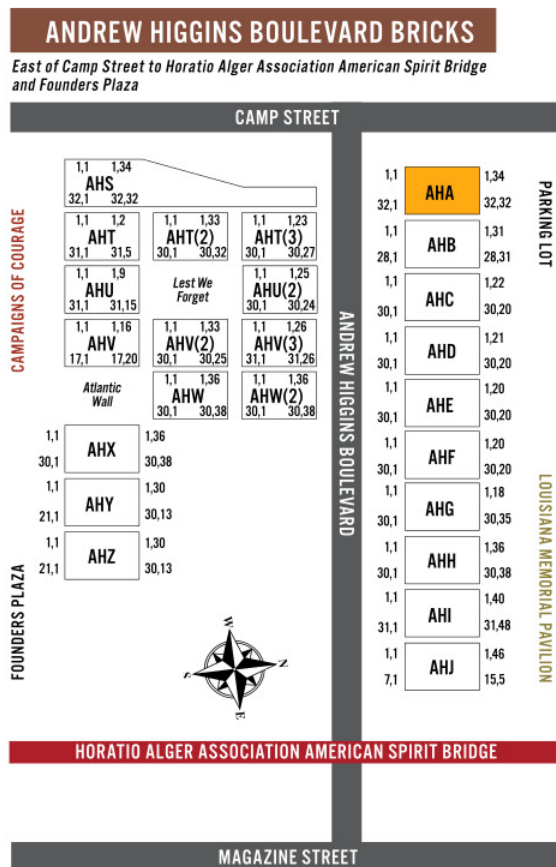 ANDREW HIGGINS BOULEVARD BRICKS
East of Camp Street to Horatio Alger Association American Spirit Bridge
and Founders Plaza
CAMP STREET
1,1 1,34
AHS
32,1 32,32
1,1 1,2
AHT
31,1 31,5
1,1 1,33
AHT(2)
30,1 30,32
1,1 1,23
AHT(3)
30,1 30,27
1,1 1,9
AHU
31,1 31,15
Lest We
Forget
1,1 1,25
AHU(2)
30,1 30,24
1,1 1,16
AHV
17,1 17,20
1,1 1,33
AHV(2)
30,1 30,25
1,1 1,26
AHV(3)
31,1 31,26
Atlantic
Wall
1,1 1,36
AHW
30,1 30,38
1,1 1,36
AHW(2)
30,1 30,38
1,1 1,36
AHX
30,1 30,38
1,1 1,30
AHY
21,1 30,13
1,1 1,30
AHZ
21,1 30,13
CAMPAIGNS OF COURAGE
FOUNDERS PLAZA
W
N
S
E
ANDREW HIGGINS BOULEVARD
1,1 1,34
AHA
32,1 32,32
1,1 1,31
AHB
28,1 28,31
1,1 1,22
AHC
30,1 30,20
1,1 1,21
AHD
30,1 30,20
1,1 1,20
AHE
30,1 30,20
1,1 1,20
AHF
30,1 30,20
1,1 1,18
AHG
30,1 30,35
1,1 1,36
AHH
30,1 30,38
1,1 1,40
AHI
31,1 31,48
1,1 1,46
AHJ
7,1 15,5
PARKING LOT
LOUISIANA MEMORIAL PAVILION
HORATIO ALGER ASSOCIATION AMERICAN SPIRIT BRIDGE
MAGAZINE STREET